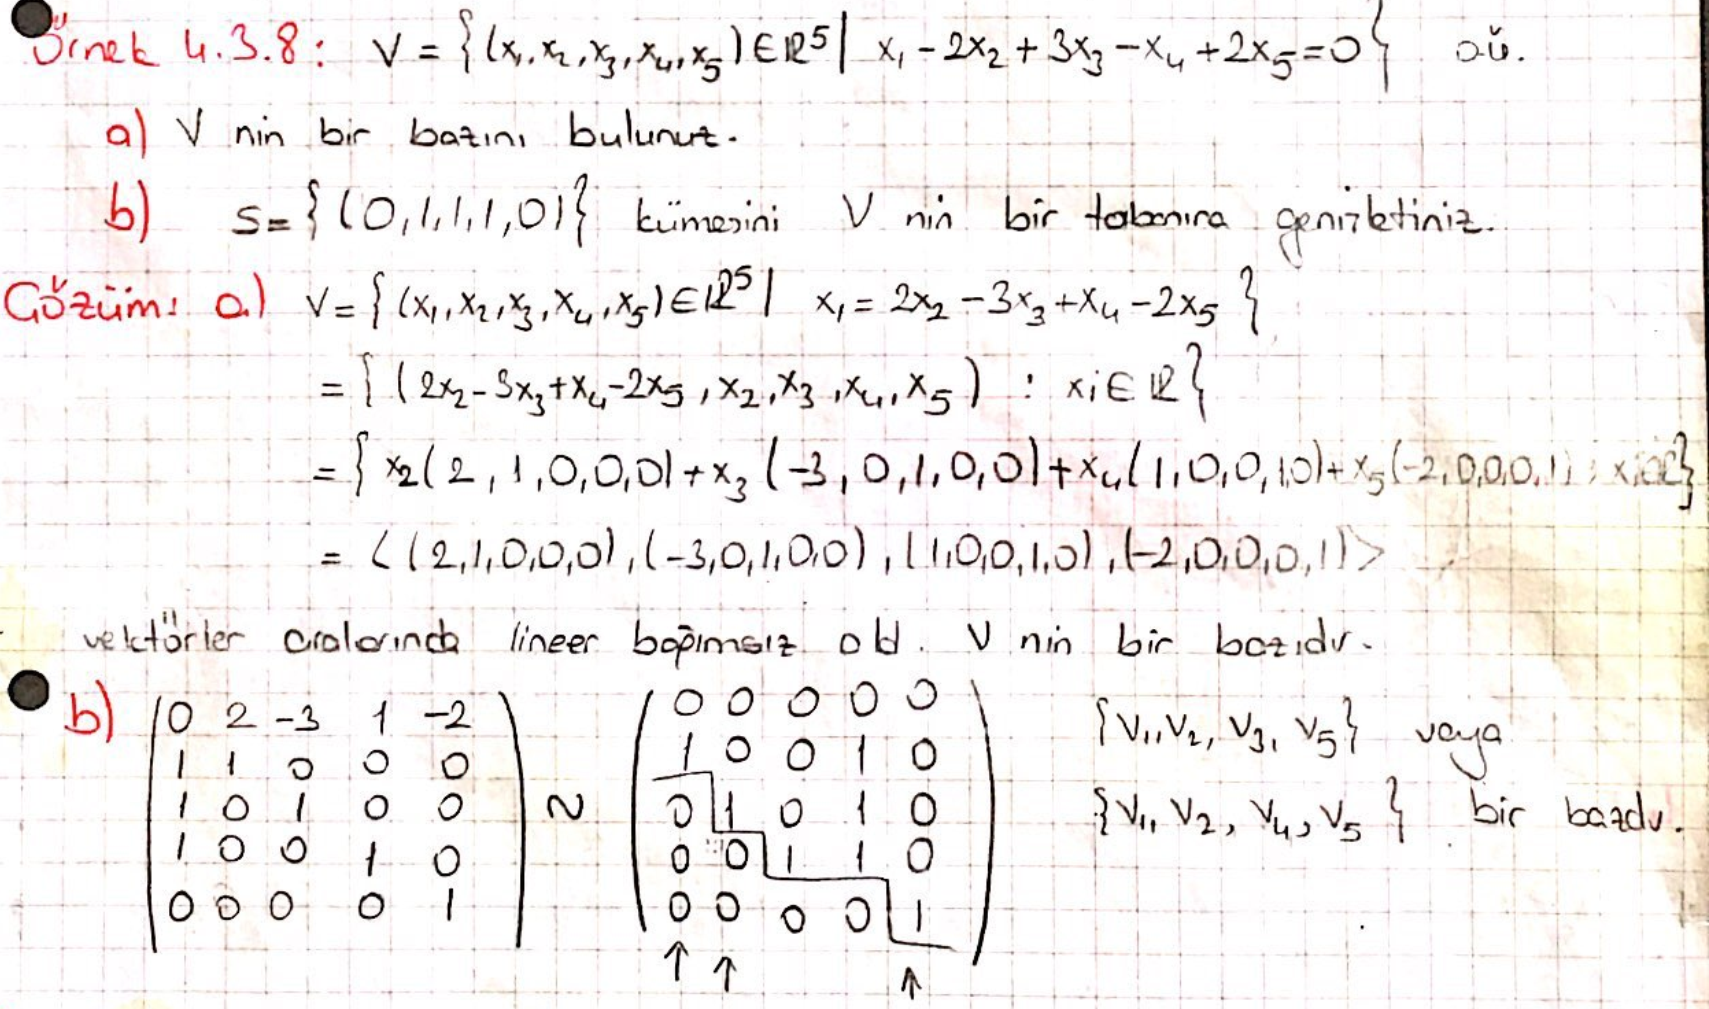 Örnek 4.3.8: V = {(x₁, x₂, x₃, x₄, x₅) ∈ ℝ⁵ | x₁ - 2x₂ + 3x₃ - x₄ + 2x₅ = 0} oü.
a) V nin bir bazını bulunuz.
b) S = {(0,1,1,1,0)} kümesini V nin bir tabanına genişletiniz.
Çözüm: a) V = {(x₁, x₂, x₃, x₄, x₅) ∈ ℝ⁵ | x₁ = 2x₂ - 3x₃ + x₄ - 2x₅}
= {(2x₂ - 3x₃ + x₄ - 2x₅, x₂, x₃, x₄, x₅) : xi ∈ ℝ}
= {x₂(2,1,0,0,0) + x₃(-3,0,1,0,0) + x₄(1,0,0,1,0) + x₅(-2,0,0,0,1) : xi∈ℝ}
= <(2,1,0,0,0), (-3,0,1,0,0), (1,0,0,1,0), (-2,0,0,0,1)>
vektörler aralarında lineer bağımsız old. V nin bir bazıdır.
b) (0 2 -3 1 -2 ) ( 0 0 0 0 0 ) {V₁, V₂, V₃, V₅} veya
1 1 0 0 0 1 0 0 1 0
1 0 1 0 0 ~ 0 1 0 1 0 {V₁, V₂, V₄, V₅} bir bazdır.
1 0 0 1 0 0 0 1 1 0
0 0 0 0 1 0 0 0 0 1
↑ ↑ ↑